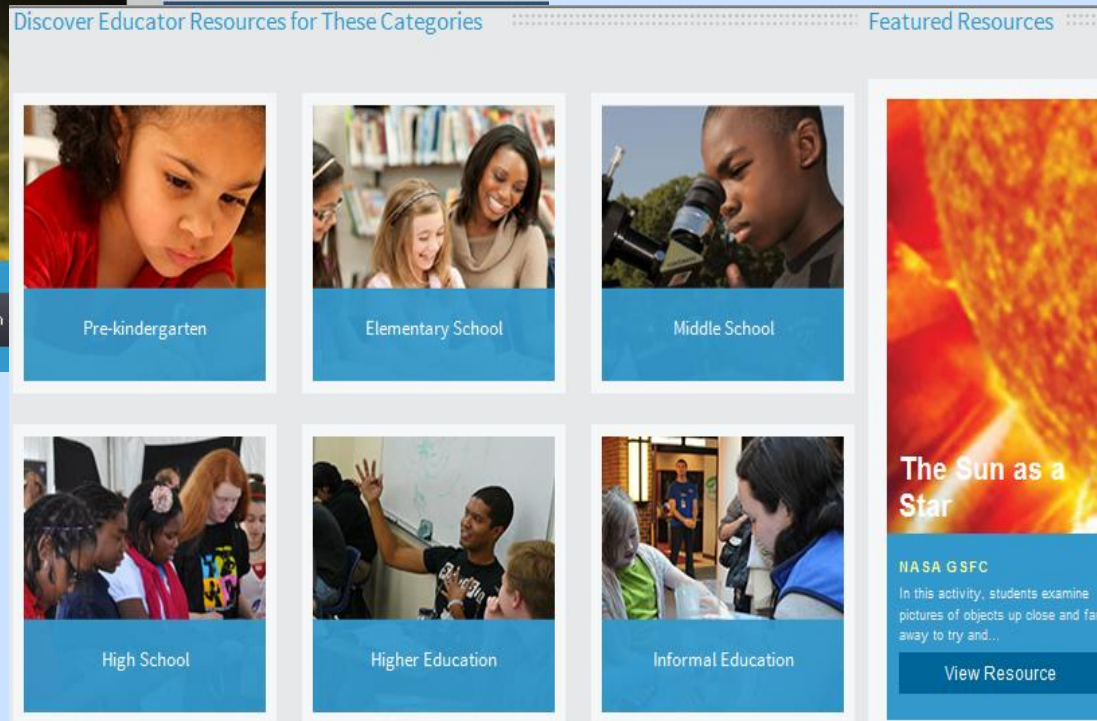 Discover Educator Resources for These Categories
Featured Resources
Pre-kindergarten
Elementary School
Middle School
High School
Higher Education
Informal Education
The Sun as a
Star
NASA GSFC
In this activity, students examine
pictures of objects up close and far
away to try and...
View Resource